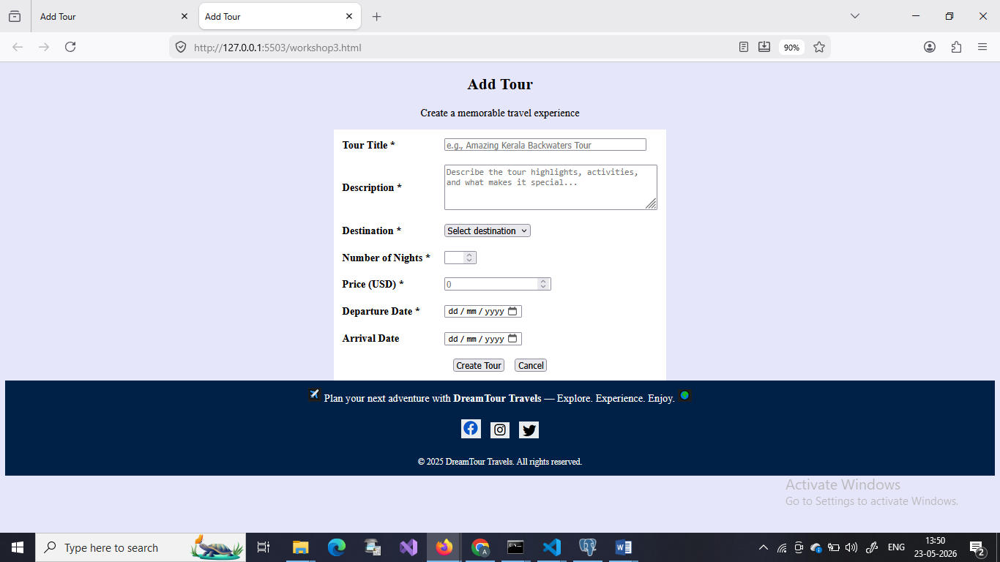 Add Tour
Add Tour
http://127.0.0.1:5503/workshop3.html
90%
Add Tour
Create a memorable travel experience
Tour Title *
e.g., Amazing Kerala Backwaters Tour
Description *
Describe the tour highlights, activities,
and what makes it special...
Destination *
Select destination
Number of Nights *
Price (USD) *
0
Departure Date *
dd / mm / yyyy
Arrival Date
dd / mm / yyyy
Create Tour
Cancel
Plan your next adventure with DreamTour Travels — Explore. Experience. Enjoy.
© 2025 DreamTour Travels. All rights reserved.
Activate Windows
Go to Settings to activate Windows.
Type here to search
ENG
13:50
23-05-2026
2